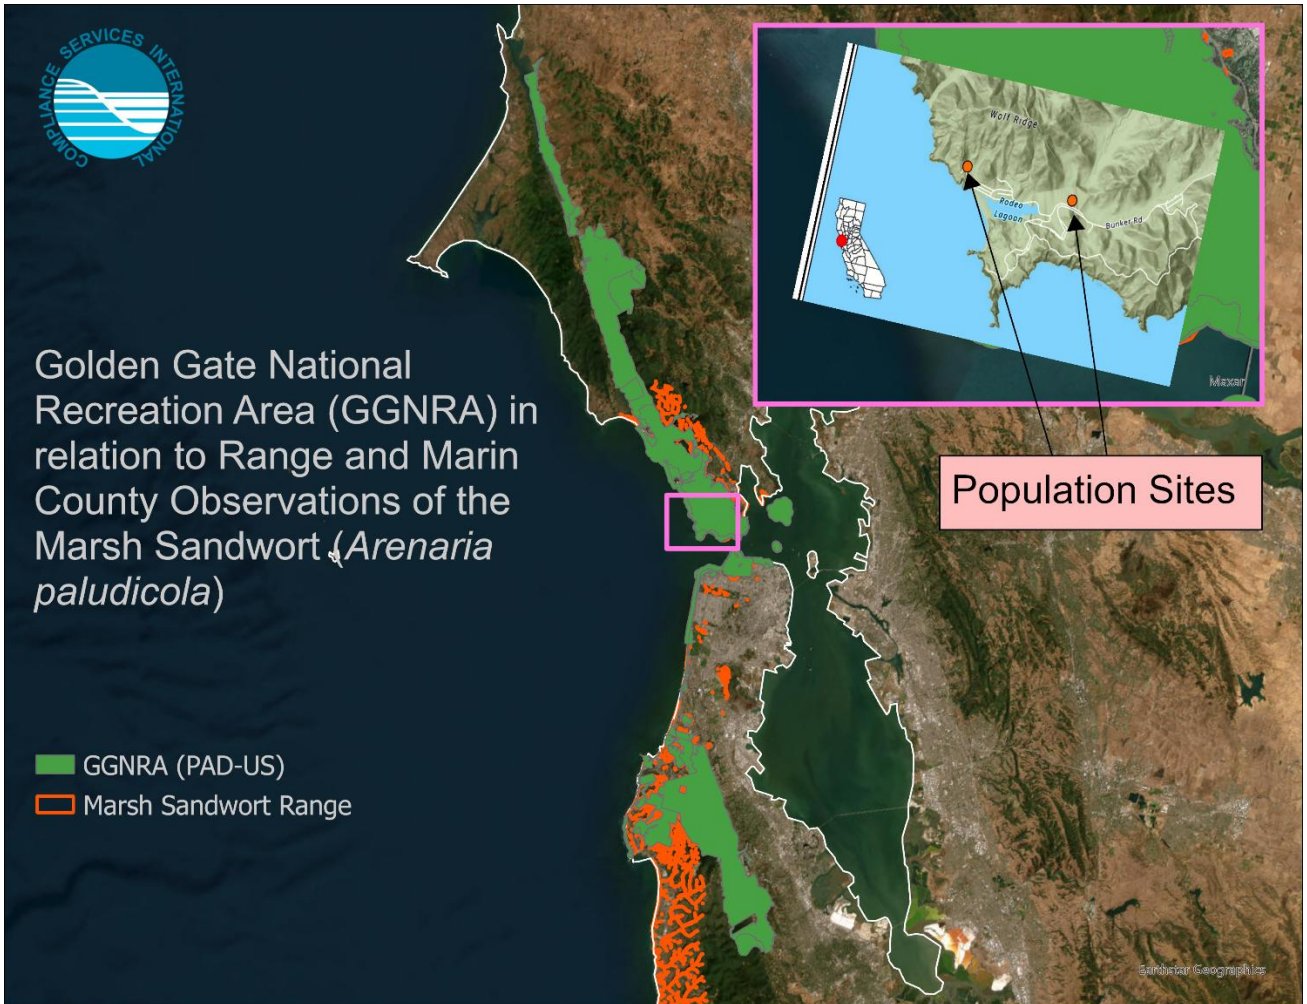 COMPLIANCE SERVICES INTERNATIONAL
Golden Gate National
Recreation Area (GGNRA) in
relation to Range and Marin
County Observations of the
Marsh Sandwort (Arenaria
paludicola)
GGNRA (PAD-US)
Marsh Sandwort Range
Wolf Ridge
Rodeo
Lagoon
Bunker Rd
Maxar
Population Sites
Earthstar Geographics